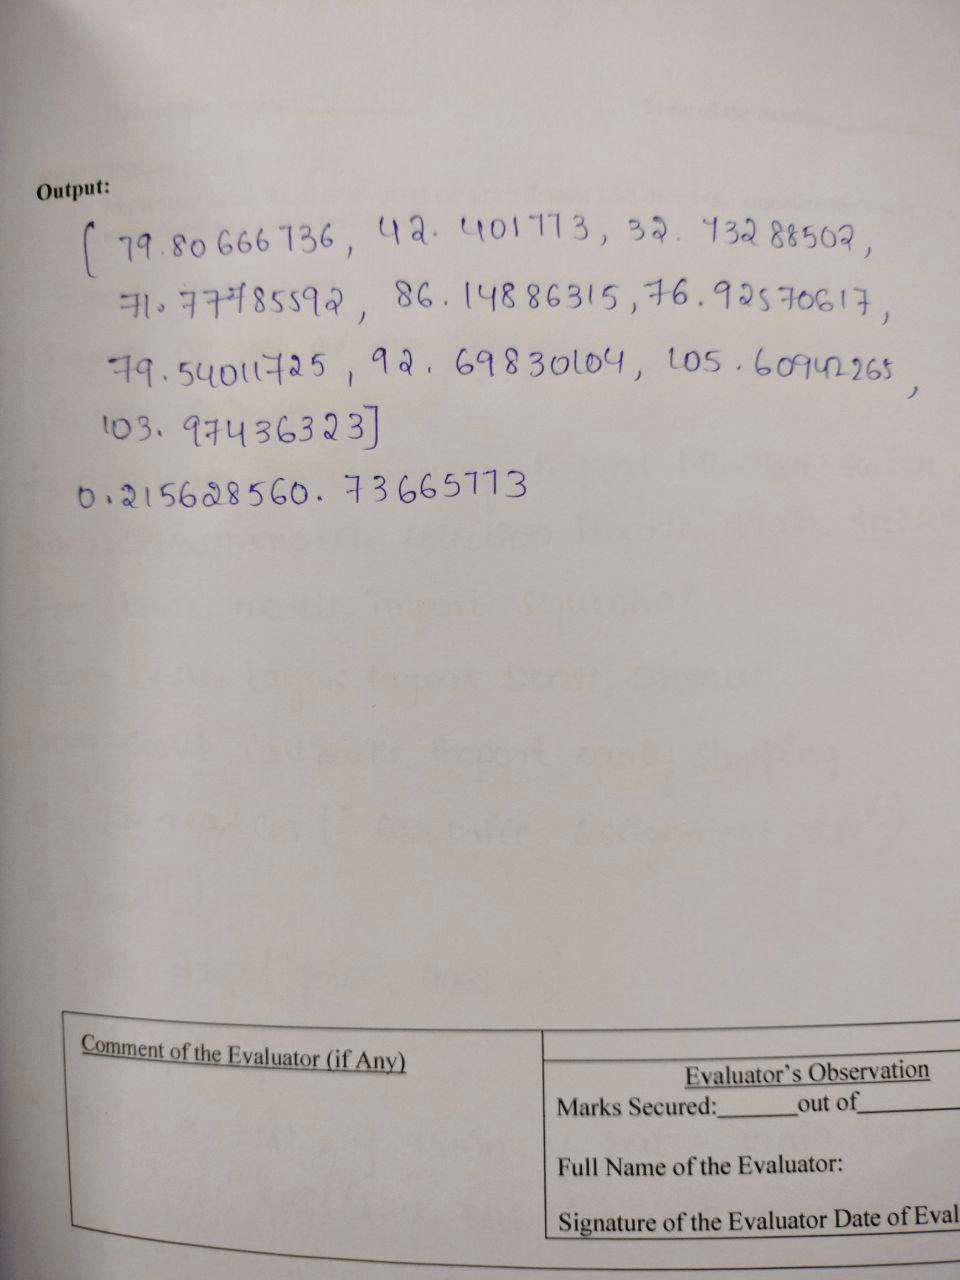 Output:
[ 79.80666736, 42.401773, 32.73288502,
71.77785592, 86.14886315, 76.92570617,
79.54011725, 92.69830104, 105.60942265,
103.97436323]
0.215628560.73665773
Comment of the Evaluator (if Any)
Evaluator's Observation
Marks Secured:______out of______
Full Name of the Evaluator:
Signature of the Evaluator Date of Eval